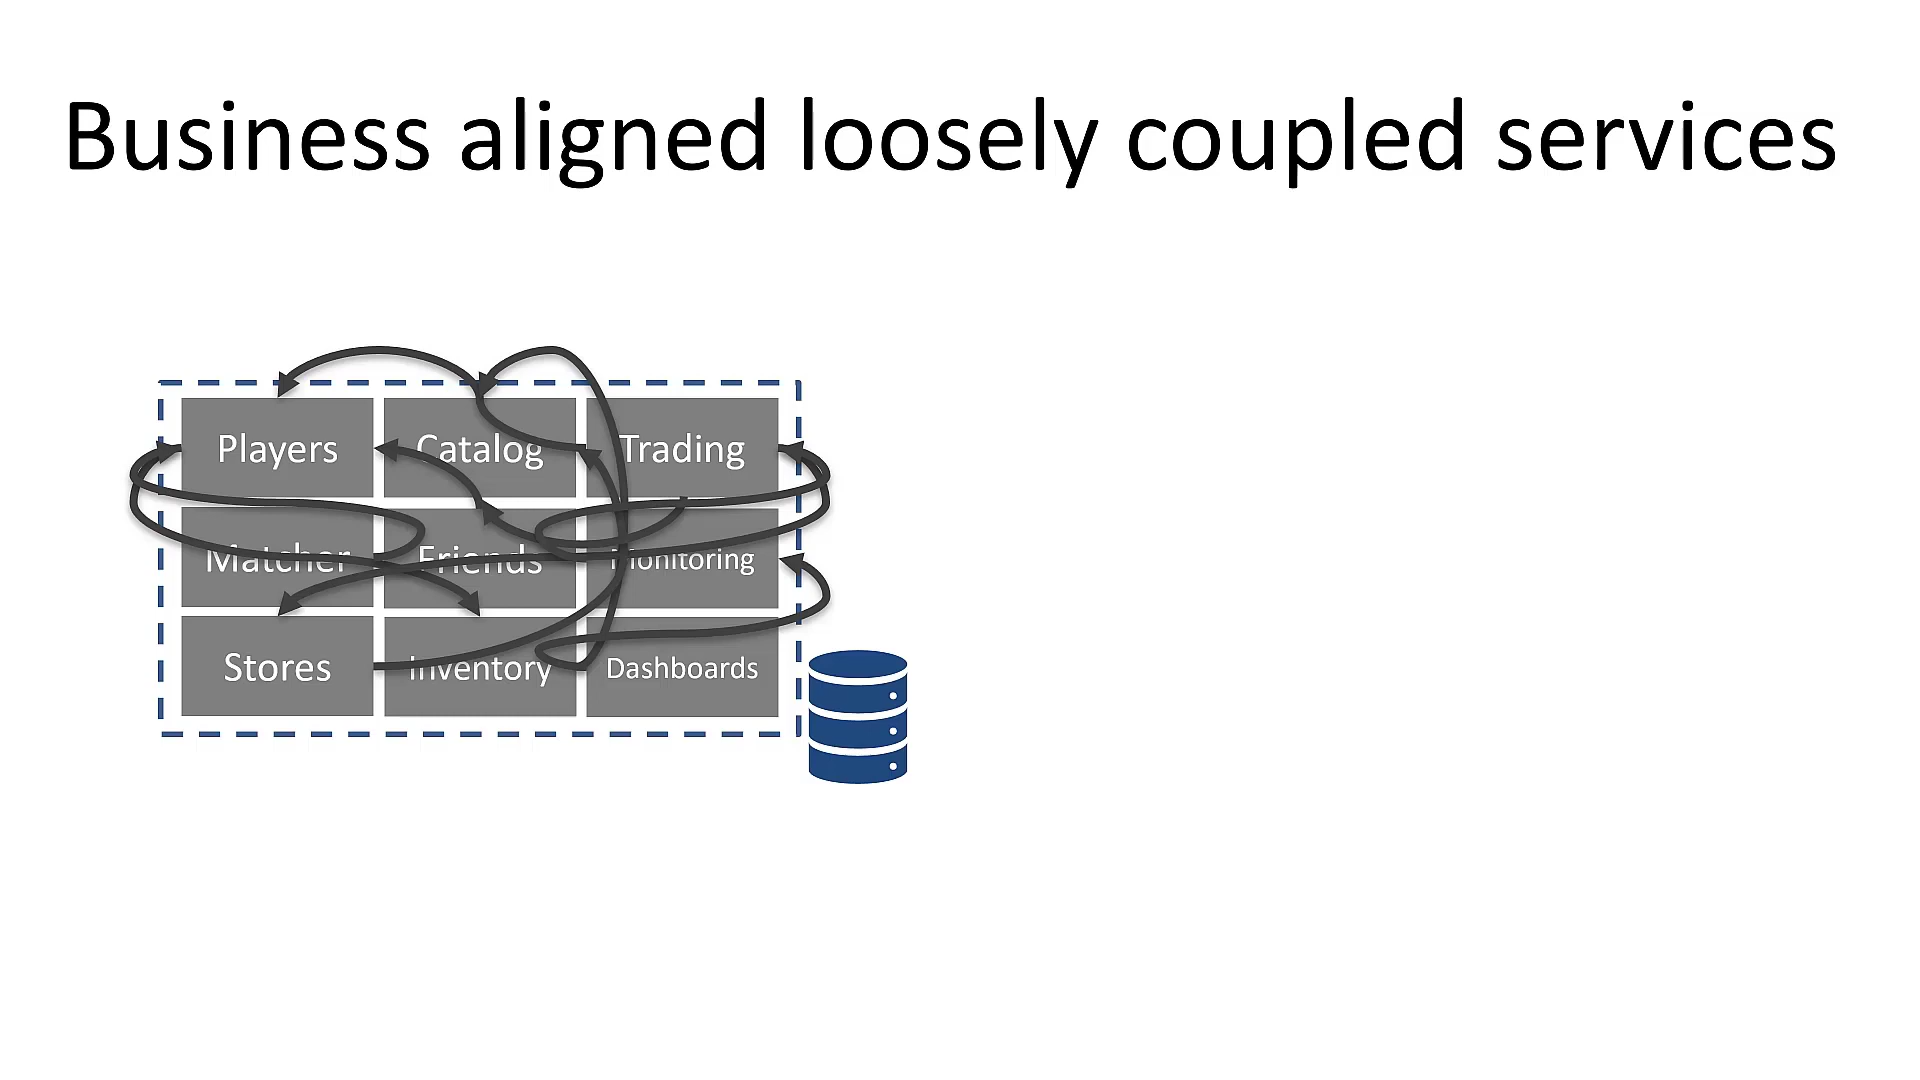 Business aligned loosely coupled services
Players Catalog Trading
Matcher Friends Monitoring
Stores Inventory Dashboards